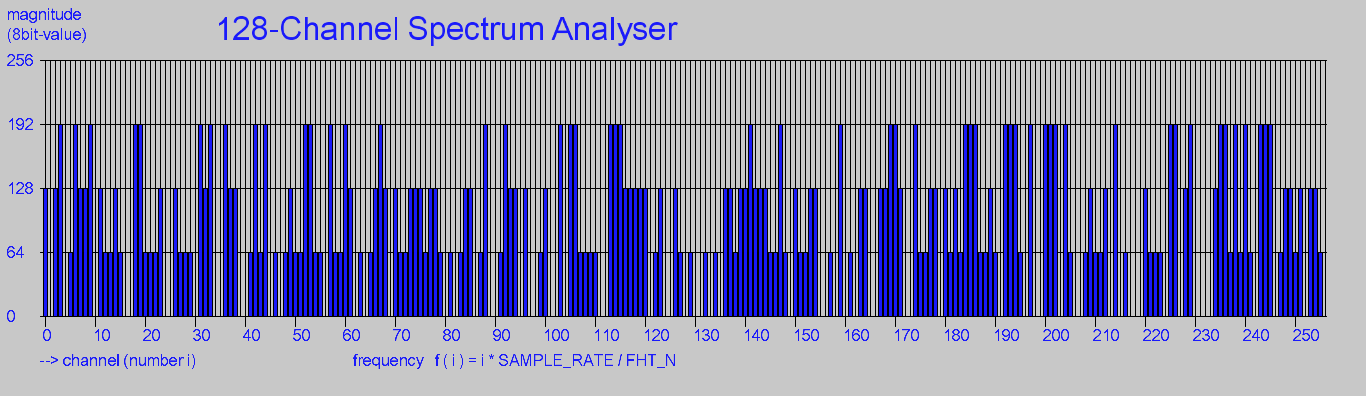 magnitude
(8bit-value)
128-Channel Spectrum Analyser
256
192
128
64
0
0 10 20 30 40 50 60 70 80 90 100 110 120 130 140 150 160 170 180 190 200 210 220 230 240 250
--> channel (number i) frequency f ( i ) = i * SAMPLE_RATE / FHT_N